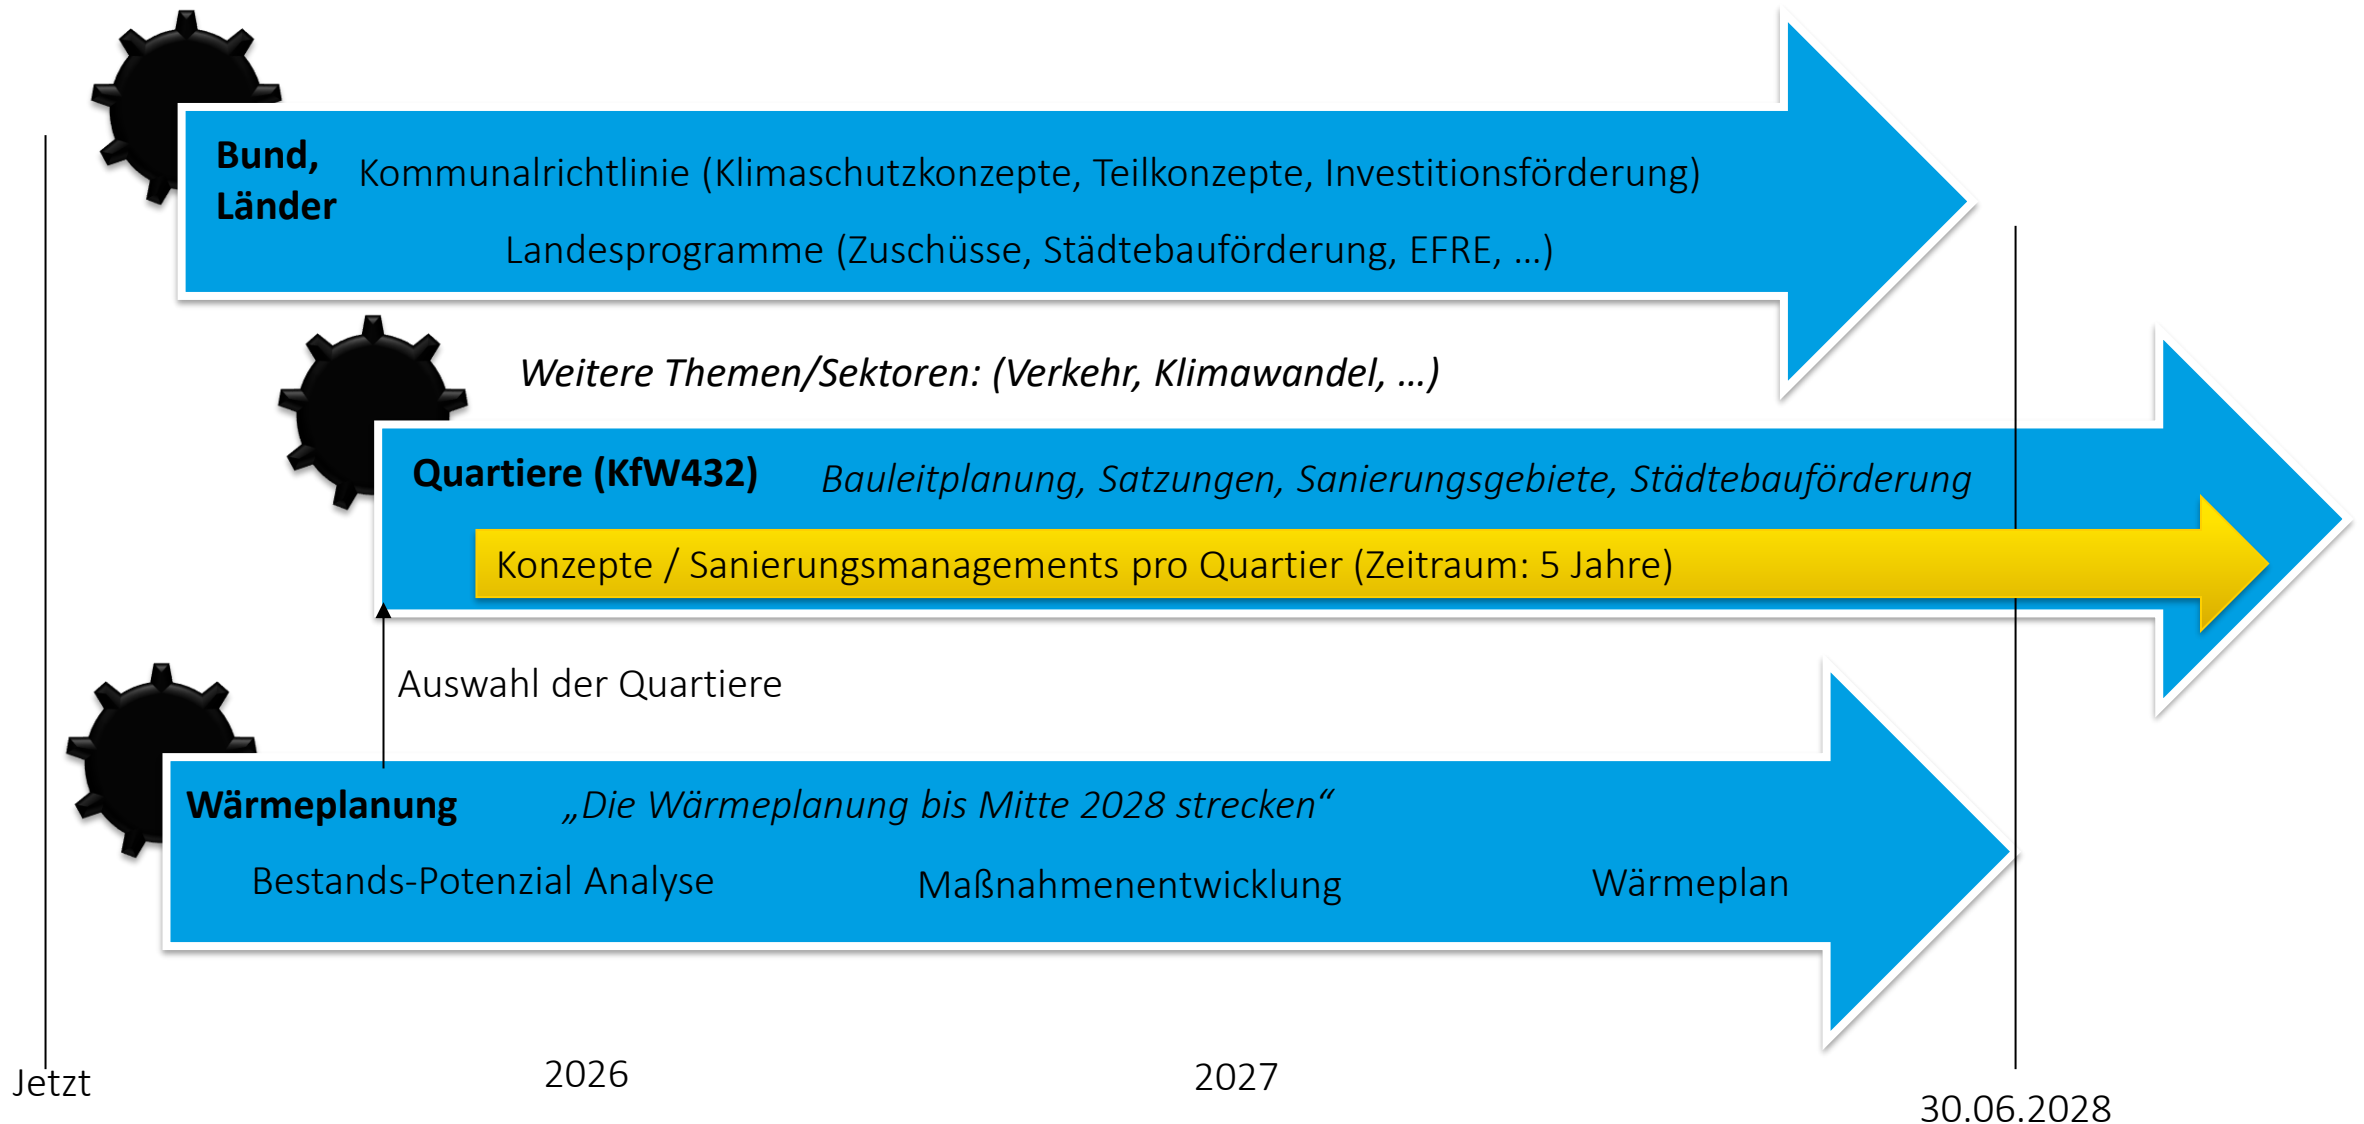 Bund,
Länder
Kommunalrichtlinie (Klimaschutzkonzepte, Teilkonzepte, Investitionsförderung)
Landesprogramme (Zuschüsse, Städtebauförderung, EFRE, …)
Weitere Themen/Sektoren: (Verkehr, Klimawandel, …)
Quartiere (KfW432)
Bauleitplanung, Satzungen, Sanierungsgebiete, Städtebauförderung
Konzepte / Sanierungsmanagements pro Quartier (Zeitraum: 5 Jahre)
Auswahl der Quartiere
Wärmeplanung
„Die Wärmeplanung bis Mitte 2028 strecken“
Bestands-Potenzial Analyse
Maßnahmenentwicklung
Wärmeplan
Jetzt
2026
2027
30.06.2028